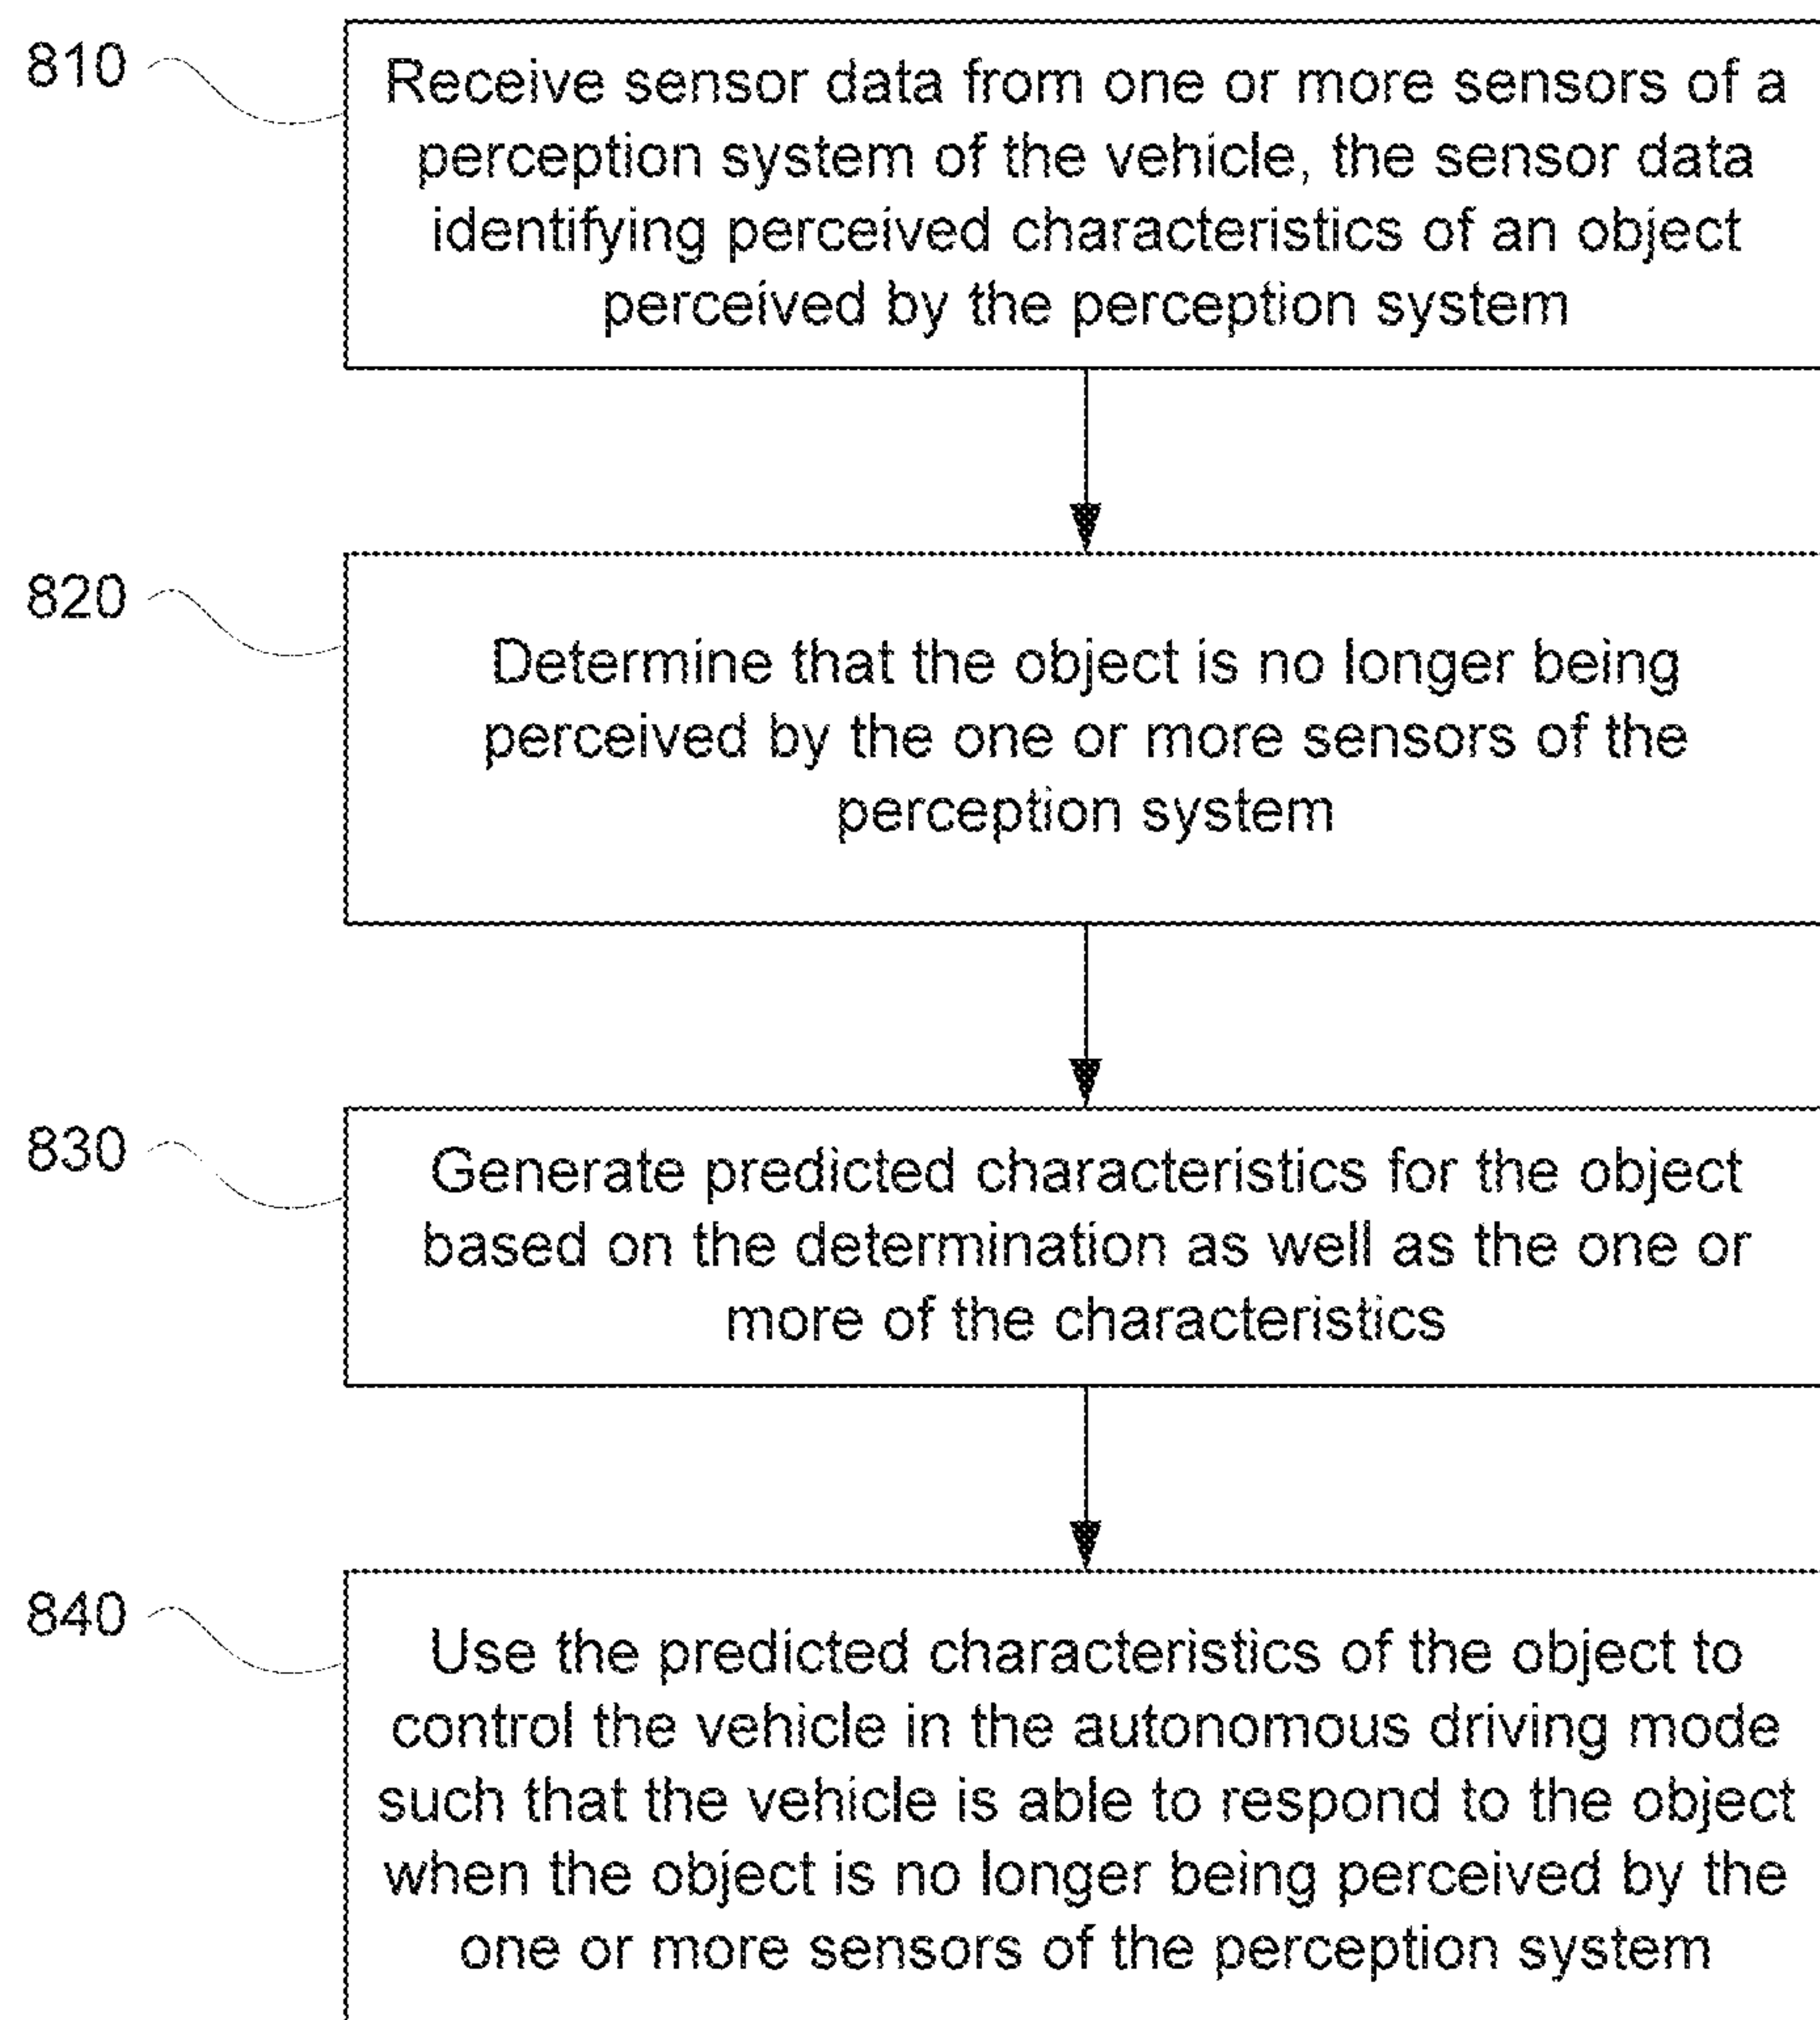 810
Receive sensor data from one or more sensors of a
perception system of the vehicle, the sensor data
identifying perceived characteristics of an object
perceived by the perception system
820
Determine that the object is no longer being
perceived by the one or more sensors of the
perception system
830
Generate predicted characteristics for the object
based on the determination as well as the one or
more of the characteristics
840
Use the predicted characteristics of the object to
control the vehicle in the autonomous driving mode
such that the vehicle is able to respond to the object
when the object is no longer being perceived by the
one or more sensors of the perception system